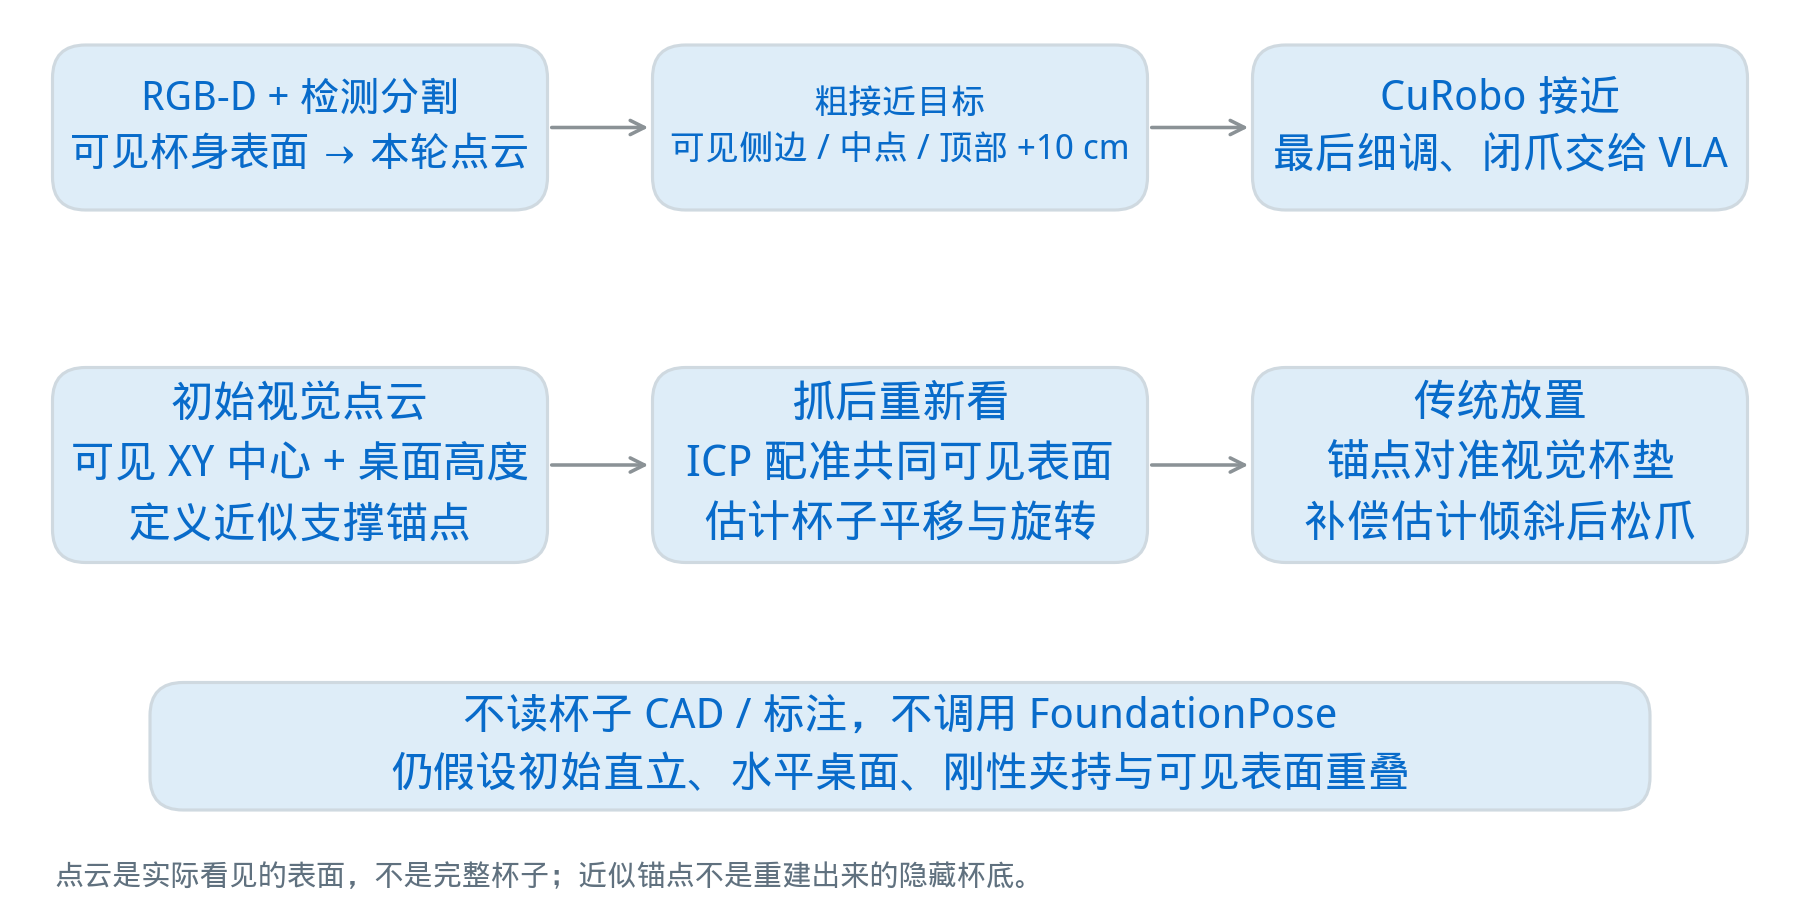 RGB-D + 检测分割
可见杯身表面 → 本轮点云
粗接近目标
可见侧边 / 中点 / 顶部 +10 cm
CuRobo 接近
最后细调、闭爪交给 VLA
初始视觉点云
可见 XY 中心 + 桌面高度
定义近似支撑锚点
抓后重新看
ICP 配准共同可见表面
估计杯子平移与旋转
传统放置
锚点对准视觉杯垫
补偿估计倾斜后松爪
不读杯子 CAD / 标注，不调用 FoundationPose
仍假设初始直立、水平桌面、刚性夹持与可见表面重叠
点云是实际看见的表面，不是完整杯子；近似锚点不是重建出来的隐藏杯底。